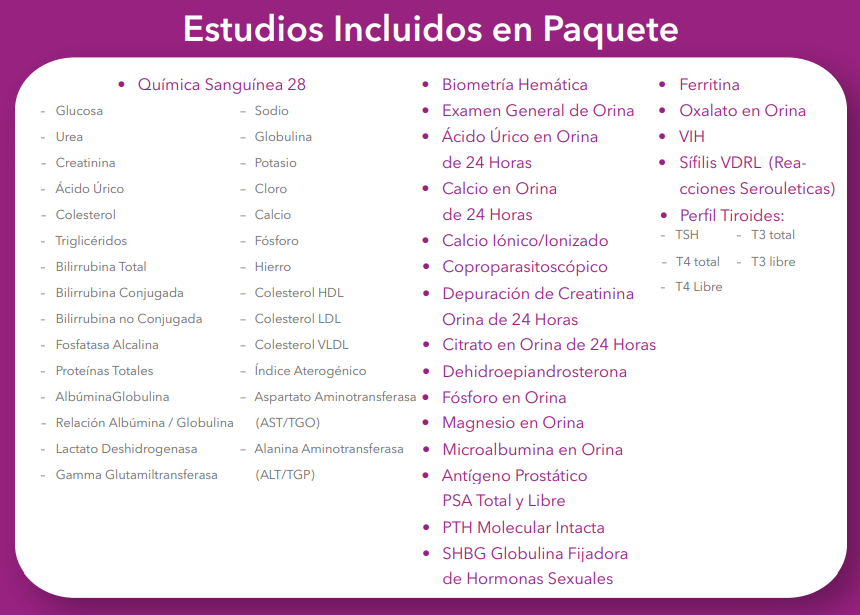 Estudios Incluidos en Paquete
• Química Sanguínea 28
– Glucosa
– Urea
– Creatinina
– Ácido Úrico
– Colesterol
– Triglicéridos
– Bilirrubina Total
– Bilirrubina Conjugada
– Bilirrubina no Conjugada
– Fosfatasa Alcalina
– Proteínas Totales
– AlbúminaGlobulina
– Relación Albúmina / Globulina
– Lactato Deshidrogenasa
– Gamma Glutamiltransferasa
– Sodio
– Globulina
– Potasio
– Cloro
– Calcio
– Fósforo
– Hierro
– Colesterol HDL
– Colesterol LDL
– Colesterol VLDL
– Índice Aterogénico
– Aspartato Aminotransferasa
(AST/TGO)
– Alanina Aminotransferasa
(ALT/TGP)
• Biometría Hemática
• Examen General de Orina
• Ácido Úrico en Orina
de 24 Horas
• Calcio en Orina
de 24 Horas
• Calcio Iónico/Ionizado
• Coproparasitoscópico
• Depuración de Creatinina
Orina de 24 Horas
• Citrato en Orina de 24 Horas
• Dehidroepiandrosterona
• Fósforo en Orina
• Magnesio en Orina
• Microalbumina en Orina
• Antígeno Prostático
PSA Total y Libre
• PTH Molecular Intacta
• SHBG Globulina Fijadora
de Hormonas Sexuales
• Ferritina
• Oxalato en Orina
• VIH
• Sífilis VDRL (Rea-
cciones Serouleticas)
• Perfil Tiroides:
– TSH – T3 total
– T4 total – T3 libre
– T4 Libre